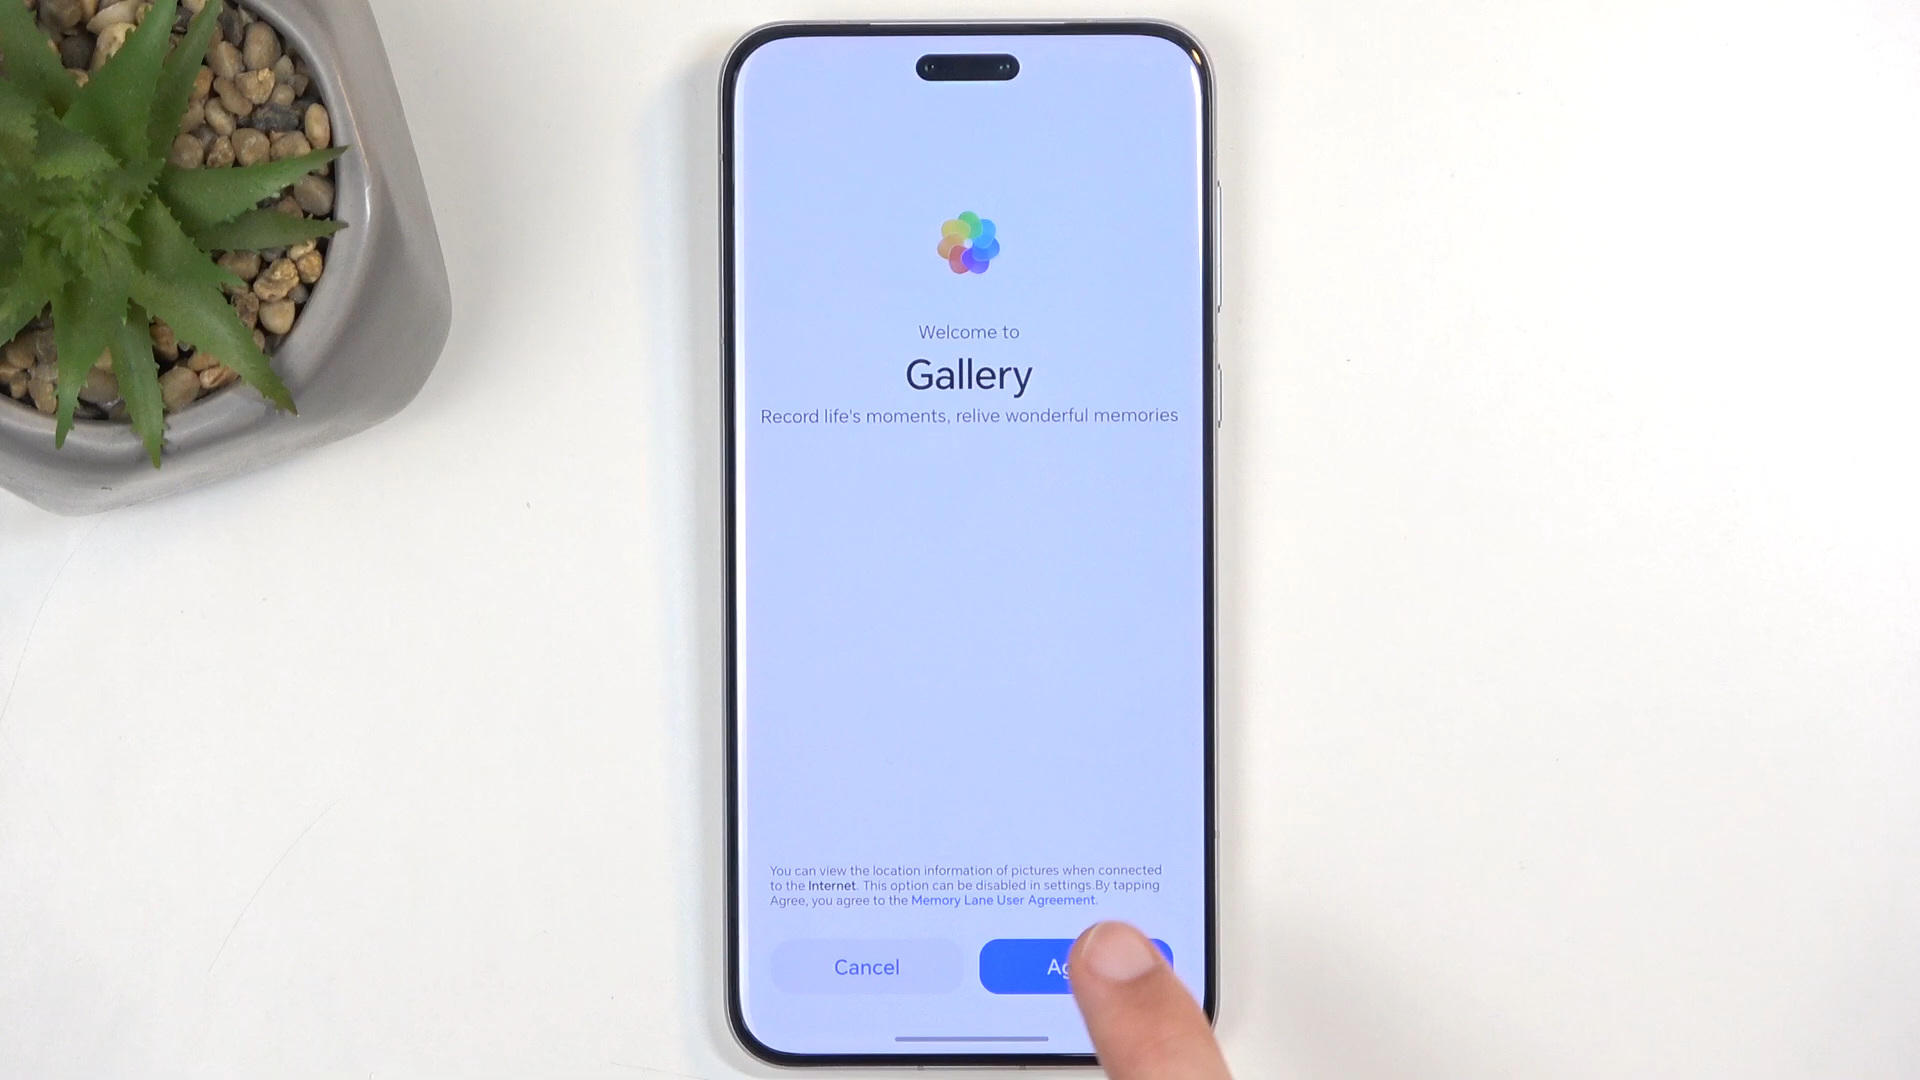 Welcome to
Gallery
Record life's moments, relive wonderful memories
You can view the location information of pictures when connected
to the Internet. This option can be disabled in settings.By tapping
Agree, you agree to the Memory Lane User Agreement.
Cancel